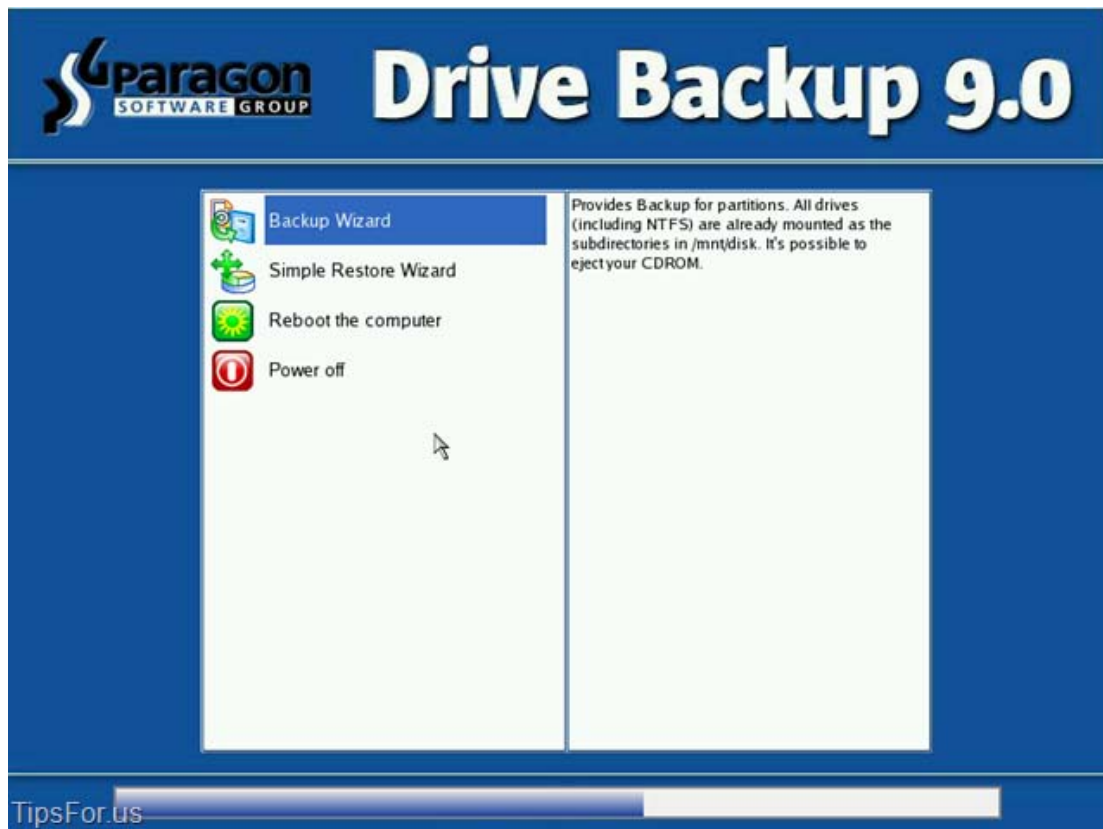 Paragon
SOFTWARE GROUP
Drive Backup 9.0
Backup Wizard
Simple Restore Wizard
Reboot the computer
Power off
Provides Backup for partitions. All drives
(including NTFS) are already mounted as the
subdirectories in /mnt/disk. It's possible to
eject your CDROM.
TipsFor.us